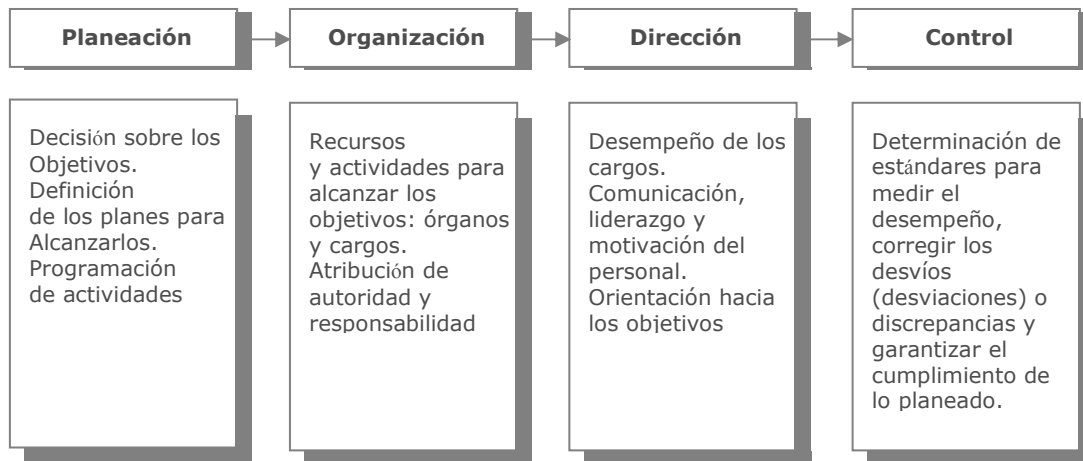 Planeación
Organización
Dirección
Control
Decisión sobre los
Objetivos.
Definición
de los planes para
Alcanzarlos.
Programación
de actividades
Recursos
y actividades para
alcanzar los
objetivos: órganos
y cargos.
Atribución de
autoridad y
responsabilidad
Desempeño de los
cargos.
Comunicación,
liderazgo y
motivación del
personal.
Orientación hacia
los objetivos
Determinación de
estándares para
medir el
desempeño,
corregir los
desvíos
(desviaciones) o
discrepancias y
garantizar el
cumplimiento de
lo planeado.